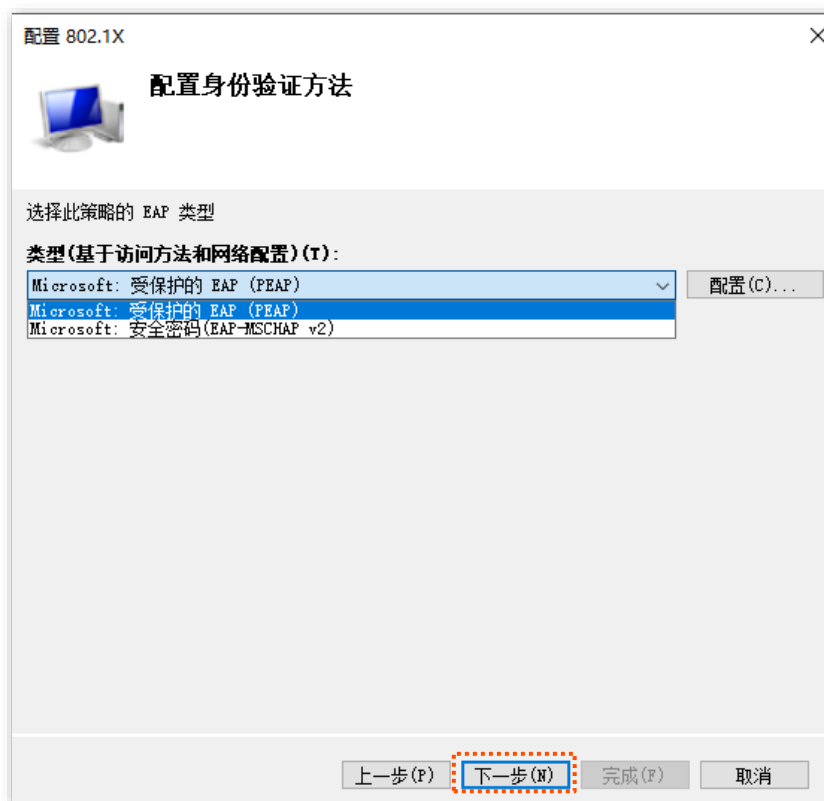 配置 802.1X
配置身份验证方法
选择此策略的 EAP 类型
类型(基于访问方法和网络配置)(T):
Microsoft: 受保护的 EAP (PEAP)
配置(C)...
Microsoft: 受保护的 EAP (PEAP)
Microsoft: 安全密码(EAP-MSCHAP v2)
上一步(P) 下一步(N) 完成(F) 取消